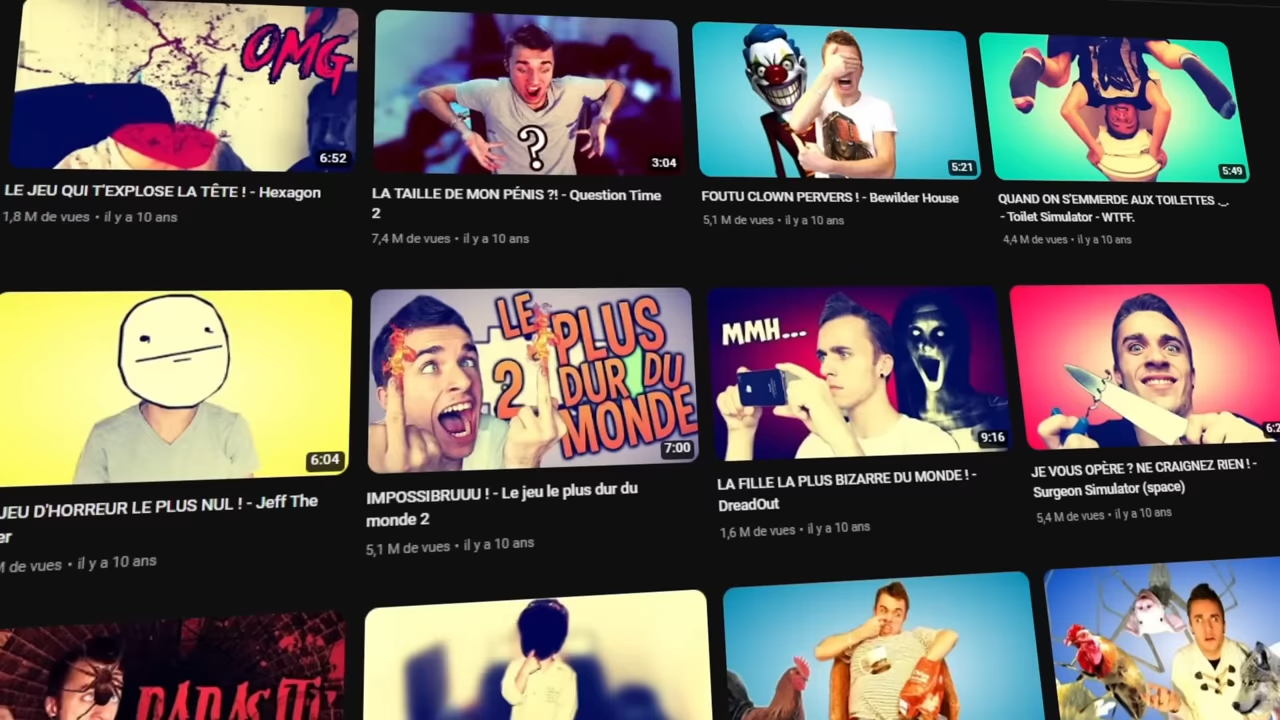 OMG
6:52
?
3:04
5:21
5:49
LE JEU QUI T'EXPLOSE LA TÊTE ! - Hexagon
1,8 M de vues • il y a 10 ans
LA TAILLE DE MON PÉNIS ?! - Question Time
2
7,4 M de vues • il y a 10 ans
FOUTU CLOWN PERVERS ! - Bewilder House
5,1 M de vues • il y a 10 ans
QUAND ON S'EMMERDE AUX TOILETTES ._.
- Toilet Simulator - WTFF.
4,4 M de vues • il y a 10 ans
6:04
LE PLUS
2 DUR DU
MONDE
7:00
MMH...
9:16
6:2
JEU D'HORREUR LE PLUS NUL ! - Jeff The
er
M de vues • il y a 10 ans
IMPOSSIBRUUU ! - Le jeu le plus dur du
monde 2
5,1 M de vues • il y a 10 ans
LA FILLE LA PLUS BIZARRE DU MONDE ! -
DreadOut
1,6 M de vues • il y a 10 ans
JE VOUS OPÈRE ? NE CRAIGNEZ RIEN ! -
Surgeon Simulator (space)
5,4 M de vues • il y a 10 ans